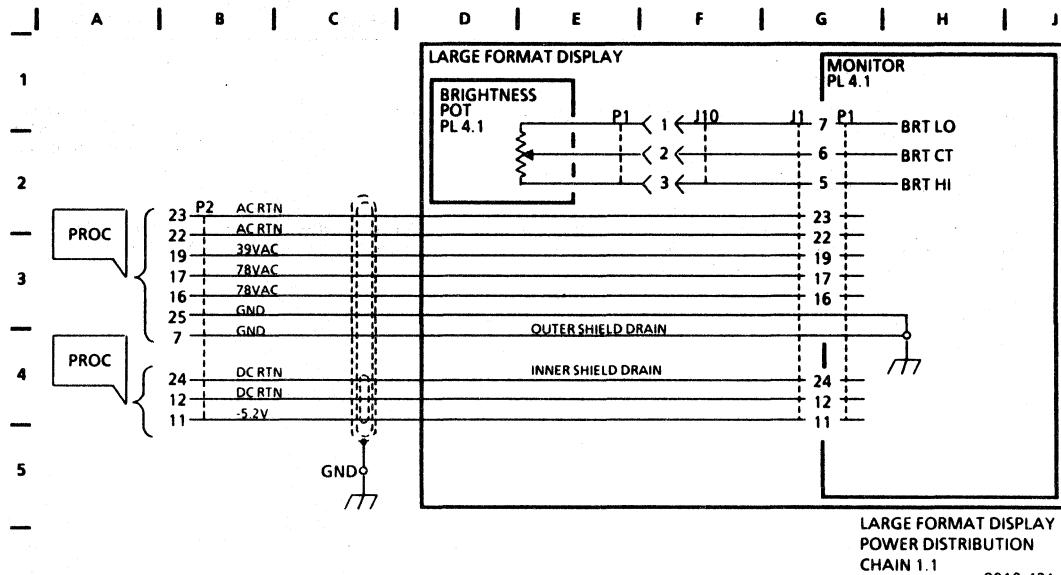 A B C D E F G H J
1
LARGE FORMAT DISPLAY
MONITOR
PL 4.1
BRIGHTNESS
POT
PL 4.1
P1 1 J10 J1 7 P1 BRT LO
2 6 BRT CT
2
3 5 BRT HI
PROC
23 P2 AC RTN 23
22 AC RTN 22
19 39VAC 19
3
17 78VAC 17
16 78VAC 16
25 GND
7 GND OUTER SHIELD DRAIN
PROC
4
24 DC RTN INNER SHIELD DRAIN 24
12 DC RTN 12
11 -5.2V 11
5
GND
LARGE FORMAT DISPLAY
POWER DISTRIBUTION
CHAIN 1.1